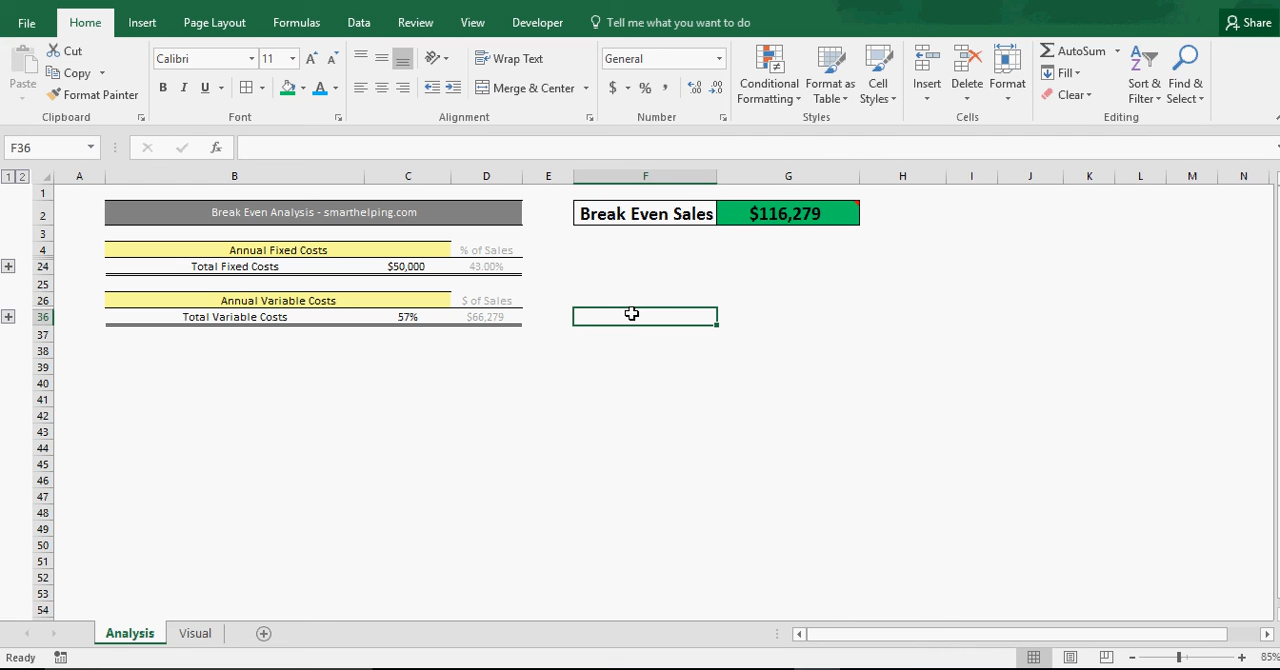 File Home Insert Page Layout Formulas Data Review View Developer Tell me what you want to do Share
Paste Cut Copy Format Painter Clipboard
Calibri 11 A A B I U A Font
Wrap Text Merge & Center Alignment
General $ % , Number
Conditional Formatting Format as Table Cell Styles Styles
Insert Delete Format Cells
AutoSum Fill Clear Sort & Filter Find & Select Editing
F36 fx
1 2 A B C D E F G H I J K L M N
1
2 Break Even Analysis - smarthelping.com Break Even Sales $116,279
3
4 Annual Fixed Costs % of Sales
24 Total Fixed Costs $50,000 43.00%
25
26 Annual Variable Costs $ of Sales
36 Total Variable Costs 57% $66,279
37
38
39
40
41
42
43
44
45
46
47
48
49
50
51
52
53
54
Analysis Visual
Ready 85%